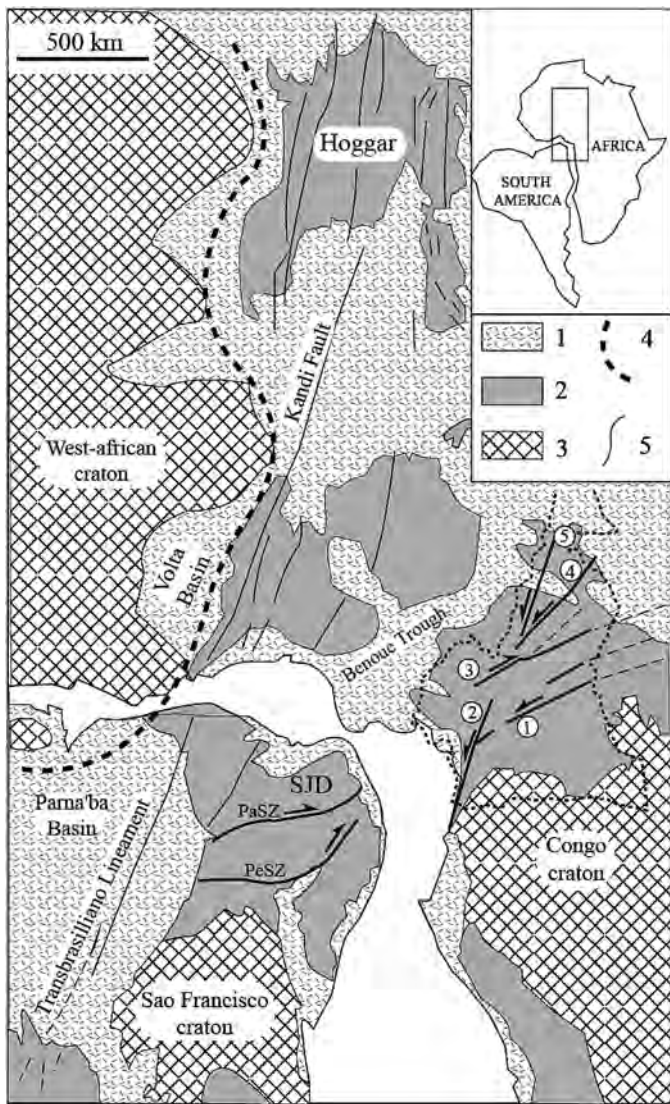 500 km
Hoggar
AFRICA
SOUTH
AMERICA
1
4
2
3
5
Kandi Fault
West-african
craton
Volta
Basin
Benoue Trough
5
4
3
2
1
SJD
PaSZ
PeSZ
Parna'ba
Basin
Transbrasilliano Lineament
Congo
craton
Sao Francisco
craton